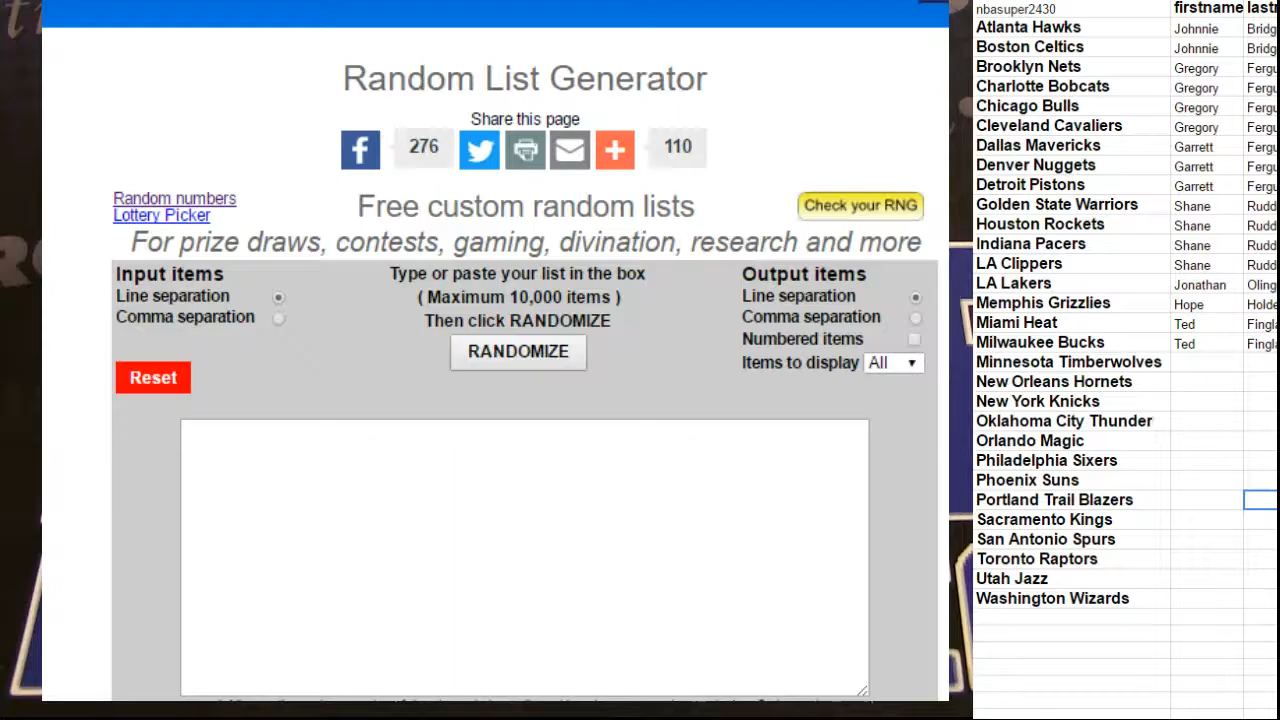 Random List Generator
Share this page
276
110
Random numbers
Lottery Picker
Free custom random lists
Check your RNG
For prize draws, contests, gaming, divination, research and more
Input items
Line separation
Comma separation
Reset
Type or paste your list in the box
( Maximum 10,000 items )
Then click RANDOMIZE
RANDOMIZE
Output items
Line separation
Comma separation
Numbered items
Items to display All
nbasuper2430 firstname
Atlanta Hawks Johnnie
Boston Celtics Johnnie
Brooklyn Nets Gregory
Charlotte Bobcats Gregory
Chicago Bulls Gregory
Cleveland Cavaliers Gregory
Dallas Mavericks Garrett
Denver Nuggets Garrett
Detroit Pistons Garrett
Golden State Warriors Shane Rudd
Houston Rockets Shane Rudd
Indiana Pacers Shane Rudd
LA Clippers Shane Rudd
LA Lakers Jonathan
Memphis Grizzlies Hope
Miami Heat Ted
Milwaukee Bucks Ted
Minnesota Timberwolves
New Orleans Hornets
New York Knicks
Oklahoma City Thunder
Orlando Magic
Philadelphia Sixers
Phoenix Suns
Portland Trail Blazers
Sacramento Kings
San Antonio Spurs
Toronto Raptors
Utah Jazz
Washington Wizards